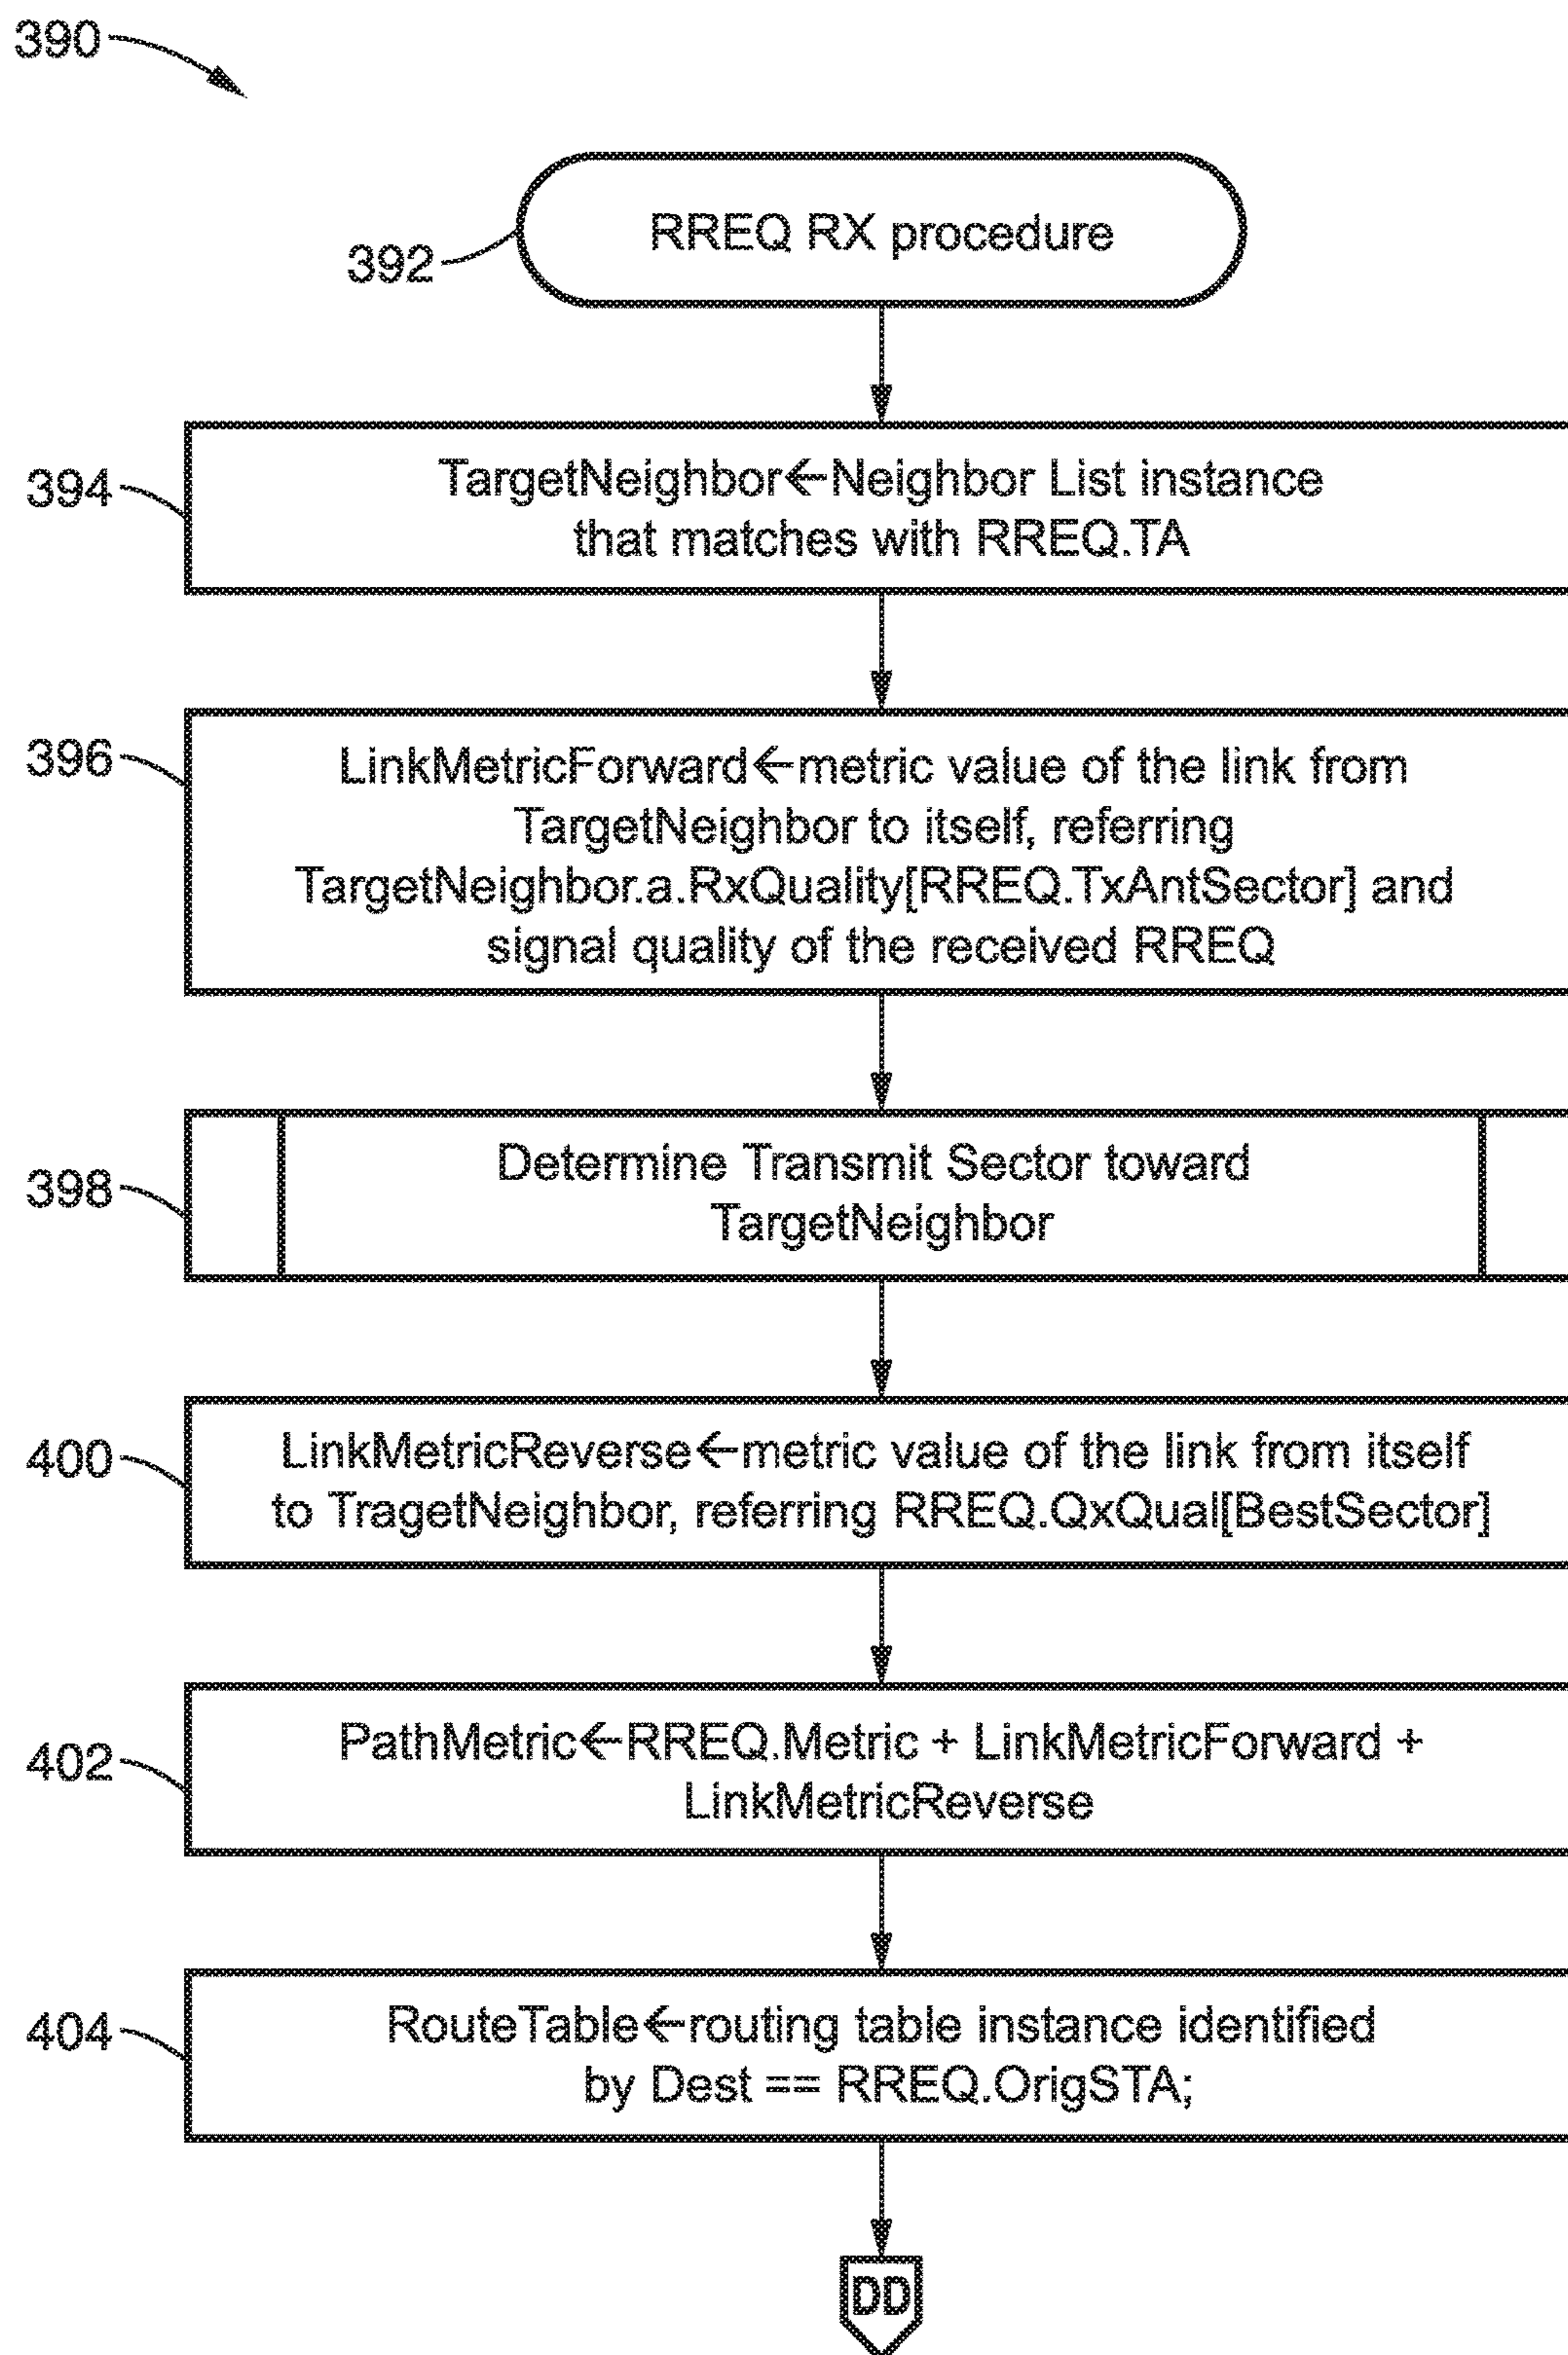 390
392
RREQ RX procedure
394
TargetNeighbor←Neighbor List instance
that matches with RREQ.TA
396
LinkMetricForward←metric value of the link from
TargetNeighbor to itself, referring
TargetNeighbor.a.RxQuality[RREQ.TxAntSector] and
signal quality of the received RREQ
398
Determine Transmit Sector toward
TargetNeighbor
400
LinkMetricReverse←metric value of the link from itself
to TragetNeighbor, referring RREQ.QxQual[BestSector]
402
PathMetric←RREQ.Metric + LinkMetricForward +
LinkMetricReverse
404
RouteTable←routing table instance identified
by Dest == RREQ.OrigSTA;
DD